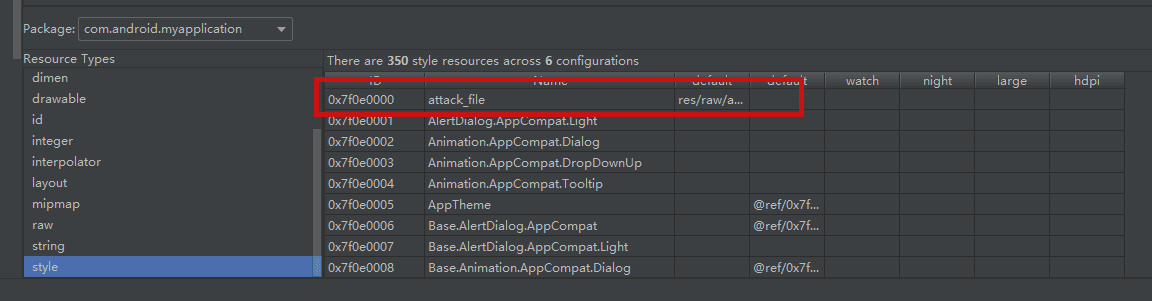 Package: com.android.myapplication
Resource Types
There are 350 style resources across 6 configurations
dimen
drawable
id
integer
interpolator
layout
mipmap
raw
string
style
ID Name default default watch night large hdpi
0x7f0e0000 attack_file res/raw/a...
0x7f0e0001 AlertDialog.AppCompat.Light
0x7f0e0002 Animation.AppCompat.Dialog
0x7f0e0003 Animation.AppCompat.DropDownUp
0x7f0e0004 Animation.AppCompat.Tooltip
0x7f0e0005 AppTheme @ref/0x7f...
0x7f0e0006 Base.AlertDialog.AppCompat @ref/0x7f...
0x7f0e0007 Base.AlertDialog.AppCompat.Light
0x7f0e0008 Base.Animation.AppCompat.Dialog @ref/0x7f...